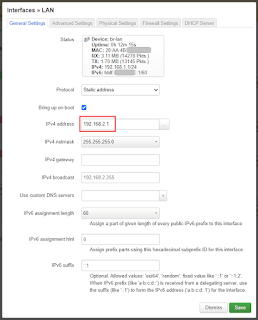 Interfaces » LAN
General Settings
Advanced Settings
Physical Settings
Firewall Settings
DHCP Server
Status
Device: br-lan
Uptime: 0h 12m 15s
MAC: 20:AA:4B
RX: 3.11 MB (14278 Pkts.)
TX: 1.70 MB (13145 Pkts.)
IPv4: 192.168.1.1/24
IPv6: fddf ::1/60
Protocol
Static address
Bring up on boot
IPv4 address
192.168.2.1
...
IPv4 netmask
255.255.255.0
IPv4 gateway
IPv4 broadcast
192.168.2.255
Use custom DNS servers
IPv6 assignment length
60
Assign a part of given length of every public IPv6-prefix to this interface
IPv6 assignment hint
0
Assign prefix parts using this hexadecimal subprefix ID for this interface.
IPv6 suffix
::1
Optional. Allowed values: 'eui64', 'random', fixed value like '::1' or '::1:2'.
When IPv6 prefix (like 'a:b:c:d::') is received from a delegating server, use
the suffix (like '::1') to form the IPv6 address ('a:b:c:d::1') for the interface.
Dismiss
Save